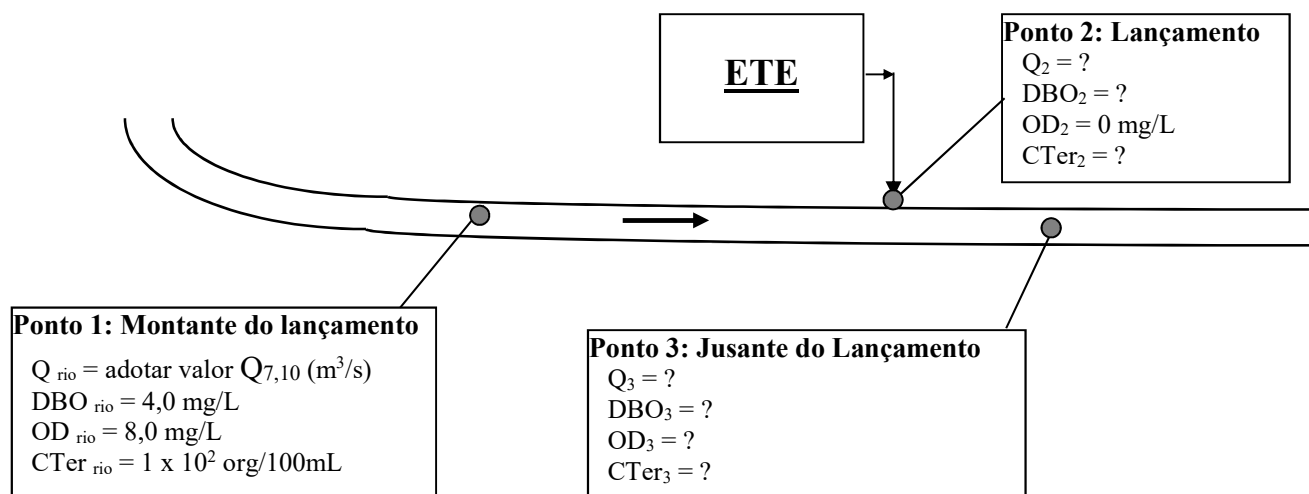 ETE
Ponto 2: Lançamento
Q₂ = ?
DBO₂ = ?
OD₂ = 0 mg/L
CTer₂ = ?
Ponto 1: Montante do lançamento
Q rio = adotar valor Q₇,₁₀ (m³/s)
DBO rio = 4,0 mg/L
OD rio = 8,0 mg/L
CTer rio = 1 x 10² org/100mL
Ponto 3: Jusante do Lançamento
Q₃ = ?
DBO₃ = ?
OD₃ = ?
CTer₃ = ?